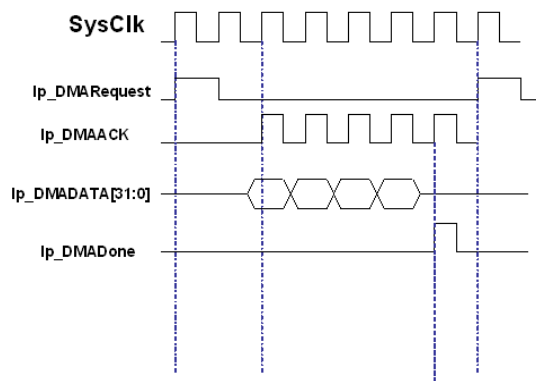 SysClk
Ip_DMARequest
Ip_DMAACK
Ip_DMADATA[31:0]
Ip_DMADone